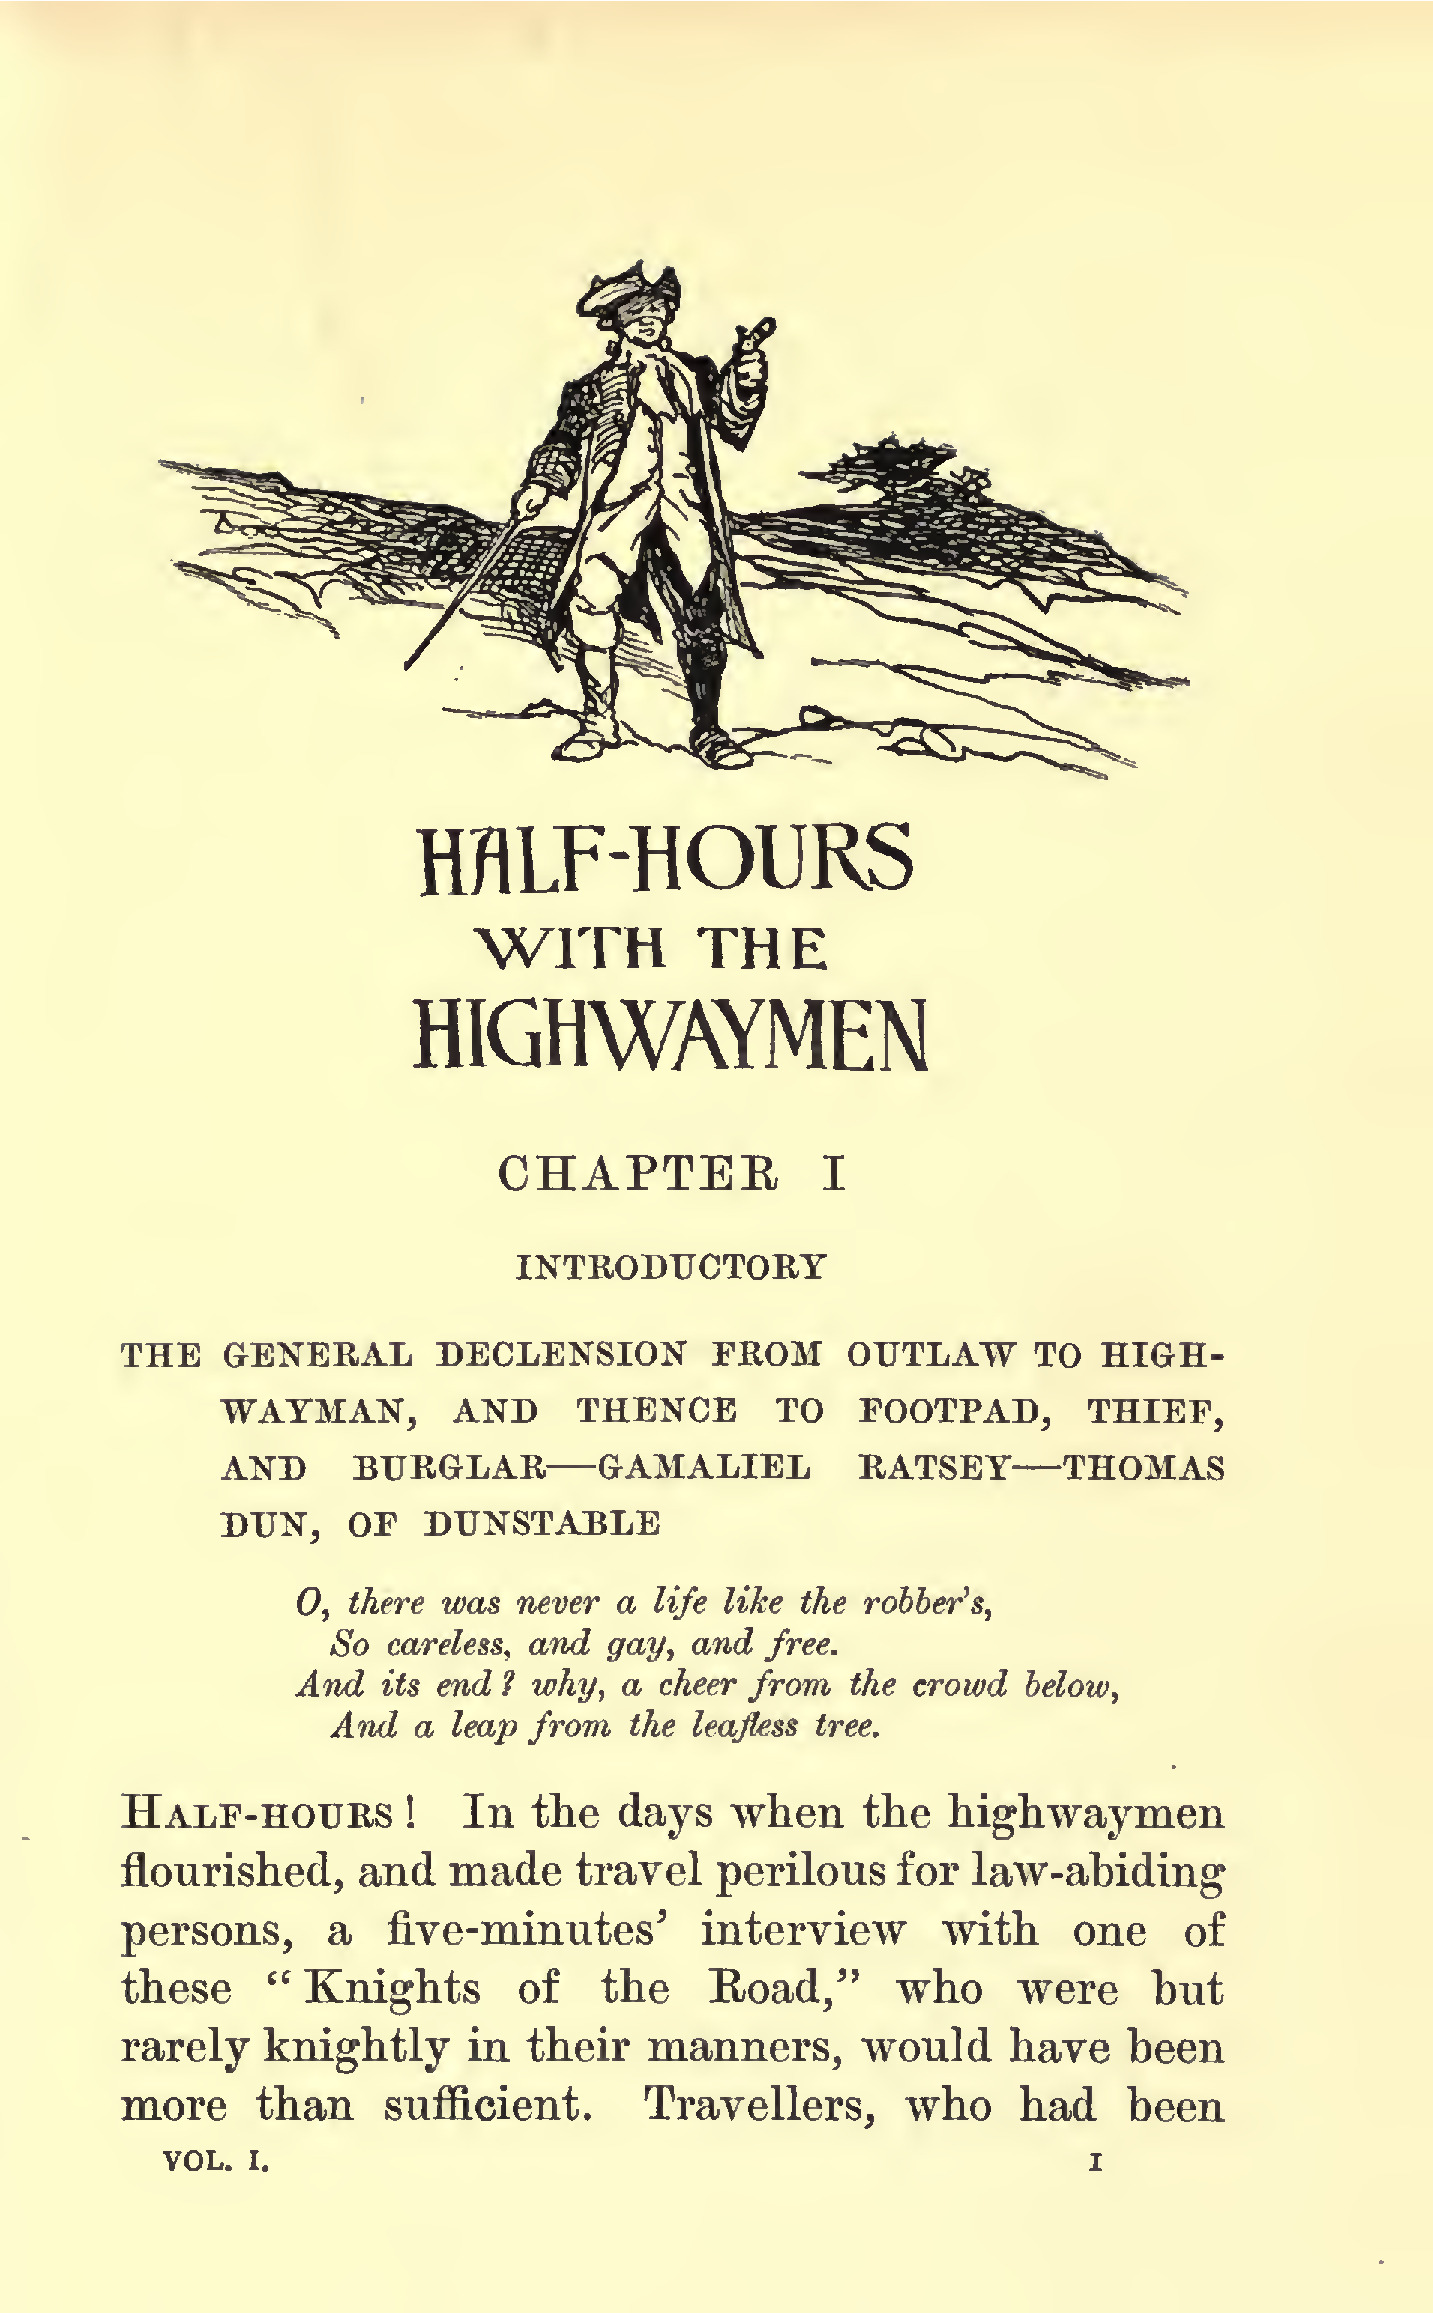 HALF-HOURS
WITH THE
HIGHWAYMEN
CHAPTER I
INTRODUCTORY
THE GENERAL DECLENSION FROM OUTLAW TO HIGH-
WAYMAN, AND THENCE TO FOOTPAD, THIEF,
AND BURGLAR—GAMALIEL RATSEY—THOMAS
DUN, OF DUNSTABLE
O, there was never a life like the robber's,
So careless, and gay, and free.
And its end? why, a cheer from the crowd below,
And a leap from the leafless tree.
HALF-HOURS! In the days when the highwaymen
flourished, and made travel perilous for law-abiding
persons, a five-minutes' interview with one of
these “Knights of the Road,” who were but
rarely knightly in their manners, would have been
more than sufficient. Travellers, who had been
VOL. I. 1